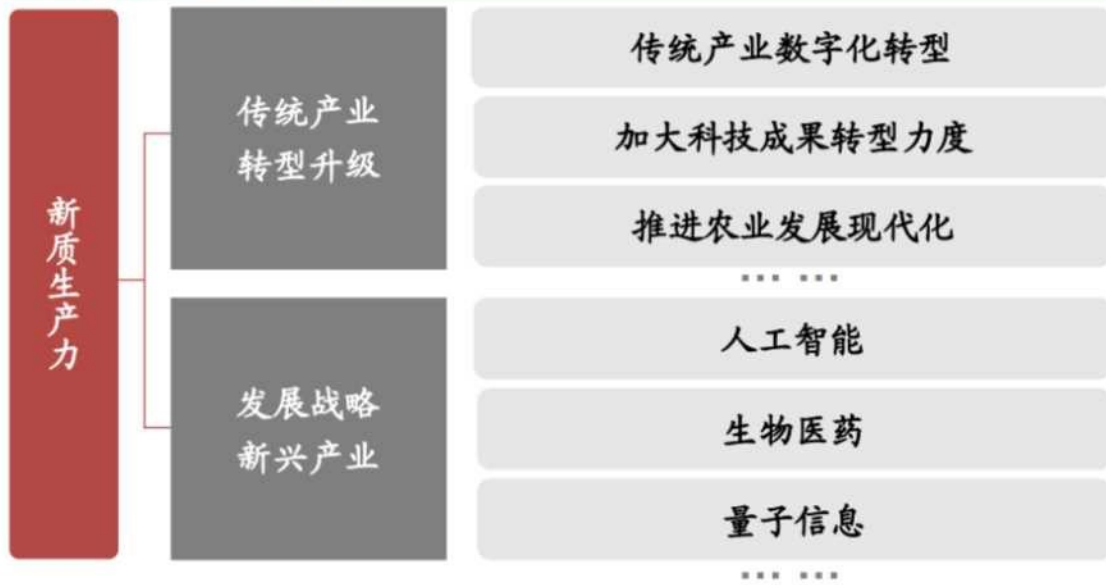 新质生产力
传统产业
转型升级
传统产业数字化转型
加大科技成果转型力度
推进农业发展现代化
… …
发展战略
新兴产业
人工智能
生物医药
量子信息
… …